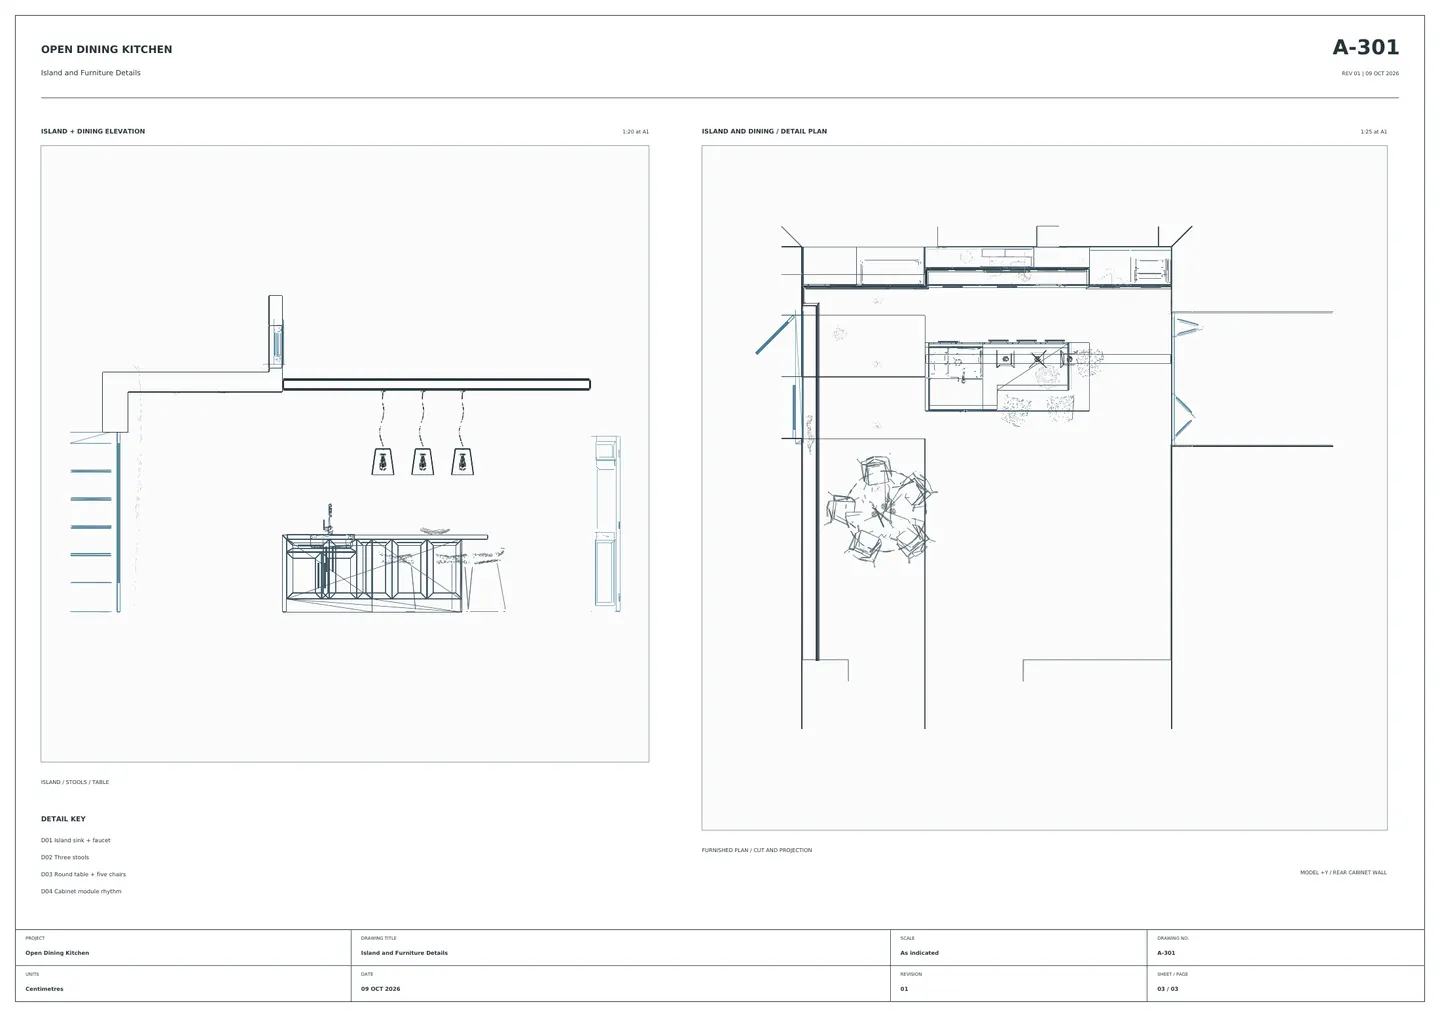 OPEN DINING KITCHEN
A-301
Island and Furniture Details
REV 01 | 09 OCT 2026
ISLAND + DINING ELEVATION
1:20 at A1
ISLAND AND DINING / DETAIL PLAN
1:25 at A1
ISLAND / STOOLS / TABLE
DETAIL KEY
D01 Island sink + faucet
D02 Three stools
D03 Round table + five chairs
D04 Cabinet module rhythm
FURNISHED PLAN / CUT AND PROJECTION
MODEL +Y / REAR CABINET WALL
PROJECT
Open Dining Kitchen
DRAWING TITLE
Island and Furniture Details
SCALE
As indicated
DRAWING NO.
A-301
UNITS
Centimetres
DATE
09 OCT 2026
REVISION
01
SHEET / PAGE
03 / 03